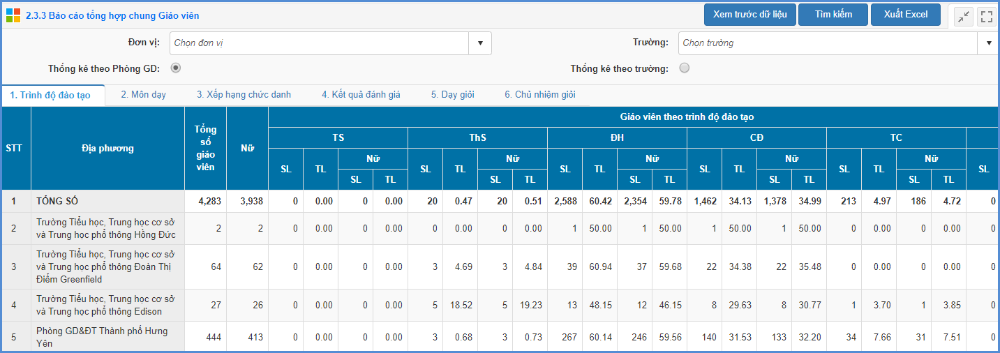 2.3.3 Báo cáo tổng hợp chung Giáo viên
Xem trước dữ liệu
Tìm kiếm
Xuất Excel
Đơn vị:
Chọn đơn vị
Trường:
Chọn trường
Thống kê theo Phòng GD:
Thống kê theo trường:
1. Trình độ đào tạo
2. Môn dạy
3. Xếp hạng chức danh
4. Kết quả đánh giá
5. Dạy giỏi
6. Chủ nhiệm giỏi
STT
Địa phương
Tổng
số
giáo
viên
Nữ
Giáo viên theo trình độ đào tạo
TS ThS ĐH CĐ TC
SL TL Nữ SL TL Nữ SL TL Nữ SL TL Nữ SL TL Nữ SL
SL TL SL TL SL TL SL TL SL TL
1 TỔNG SỐ 4,283 3,938 0 0.00 0 0.00 20 0.47 20 0.51 2,588 60.42 2,354 59.78 1,462 34.13 1,378 34.99 213 4.97 186 4.72 0
2 Trường Tiểu học, Trung học cơ sở
và Trung học phổ thông Hồng Đức 2 2 0 0.00 0 0.00 0 0.00 0 0.00 1 50.00 1 50.00 1 50.00 1 50.00 0 0.00 0 0.00 0
3 Trường Tiểu học, Trung học cơ sở
và Trung học phổ thông Đoàn Thị
Điểm Greenfield 64 62 0 0.00 0 0.00 3 4.69 3 4.84 39 60.94 37 59.68 22 34.38 22 35.48 0 0.00 0 0.00 0
4 Trường Tiểu học, Trung học cơ sở
và Trung học phổ thông Edison 27 26 0 0.00 0 0.00 5 18.52 5 19.23 13 48.15 12 46.15 8 29.63 8 30.77 1 3.70 1 3.85 0
5 Phòng GD&ĐT Thành phố Hưng
Yên 444 413 0 0.00 0 0.00 3 0.68 3 0.73 267 60.14 246 59.56 140 31.53 133 32.20 34 7.66 31 7.51 0